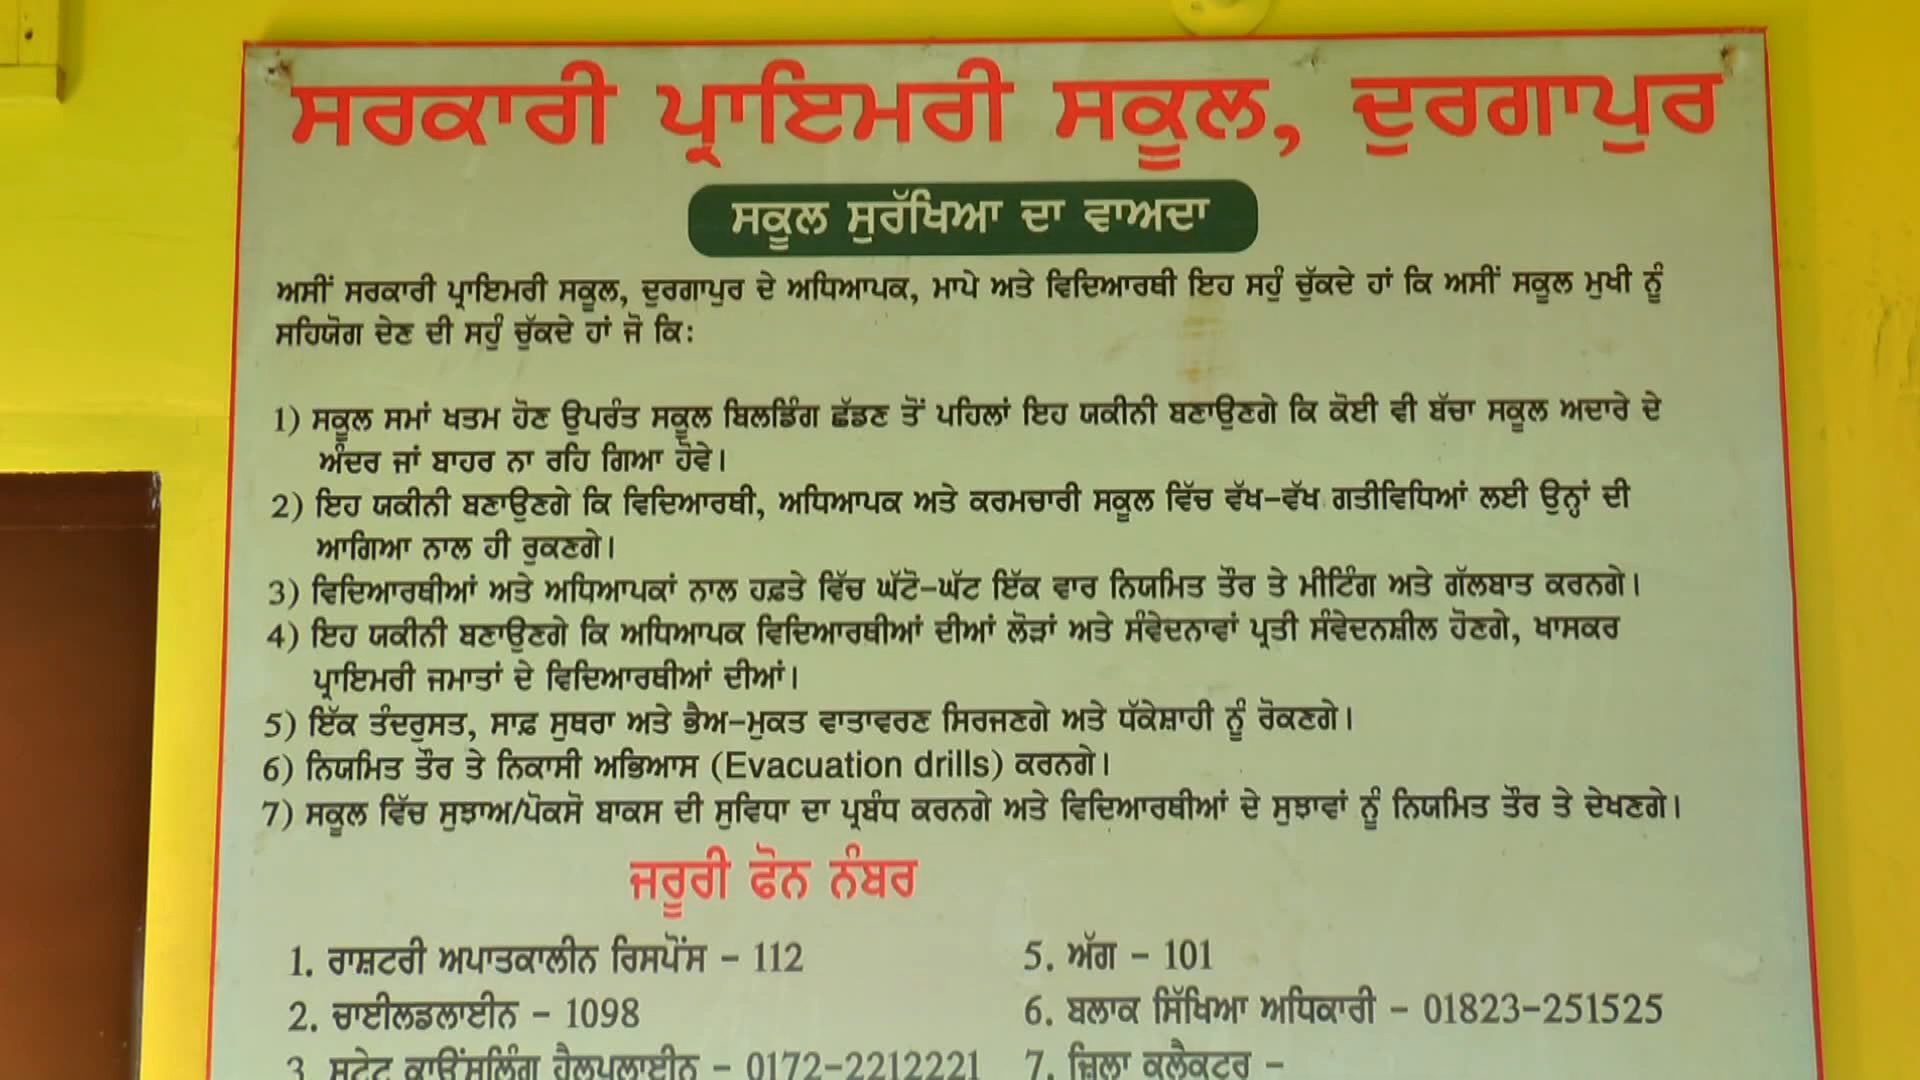 ਸਰਕਾਰੀ ਪ੍ਰਾਇਮਰੀ ਸਕੂਲ, ਦੁਰਗਾਪੁਰ
ਸਕੂਲ ਸੁਰੱਖਿਆ ਦਾ ਵਾਅਦਾ
ਅਸੀਂ ਸਰਕਾਰੀ ਪ੍ਰਾਇਮਰੀ ਸਕੂਲ, ਦੁਰਗਾਪੁਰ ਦੇ ਅਧਿਆਪਕ, ਮਾਪੇ ਅਤੇ ਵਿਦਿਆਰਥੀ ਇਹ ਸਹੁੰ ਚੁੱਕਦੇ ਹਾਂ ਕਿ ਅਸੀਂ ਸਕੂਲ ਮੁਖੀ ਨੂੰ
ਸਹਿਯੋਗ ਦੇਣ ਦੀ ਸਹੁੰ ਚੁੱਕਦੇ ਹਾਂ ਜੋ ਕਿ:
1) ਸਕੂਲ ਸਮਾਂ ਖਤਮ ਹੋਣ ਉਪਰੰਤ ਸਕੂਲ ਬਿਲਡਿੰਗ ਛੱਡਣ ਤੋਂ ਪਹਿਲਾਂ ਇਹ ਯਕੀਨੀ ਬਣਾਉਣਗੇ ਕਿ ਕੋਈ ਵੀ ਬੱਚਾ ਸਕੂਲ ਅਦਾਰੇ ਦੇ
ਅੰਦਰ ਜਾਂ ਬਾਹਰ ਨਾ ਰਹਿ ਗਿਆ ਹੋਵੇ।
2) ਇਹ ਯਕੀਨੀ ਬਣਾਉਣਗੇ ਕਿ ਵਿਦਿਆਰਥੀ, ਅਧਿਆਪਕ ਅਤੇ ਕਰਮਚਾਰੀ ਸਕੂਲ ਵਿੱਚ ਵੱਖ-ਵੱਖ ਗਤੀਵਿਧਿਆਂ ਲਈ ਉਨ੍ਹਾਂ ਦੀ
ਆਗਿਆ ਨਾਲ ਹੀ ਰੁਕਣਗੇ।
3) ਵਿਦਿਆਰਥੀਆਂ ਅਤੇ ਅਧਿਆਪਕਾਂ ਨਾਲ ਹਫ਼ਤੇ ਵਿੱਚ ਘੱਟੋ-ਘੱਟ ਇੱਕ ਵਾਰ ਨਿਯਮਿਤ ਤੌਰ ਤੇ ਮੀਟਿੰਗ ਅਤੇ ਗੱਲਬਾਤ ਕਰਨਗੇ।
4) ਇਹ ਯਕੀਨੀ ਬਣਾਉਣਗੇ ਕਿ ਅਧਿਆਪਕ ਵਿਦਿਆਰਥੀਆਂ ਦੀਆਂ ਲੋੜਾਂ ਅਤੇ ਸੰਵੇਦਨਾਵਾਂ ਪ੍ਰਤੀ ਸੰਵੇਦਨਸ਼ੀਲ ਹੋਣਗੇ, ਖਾਸਕਰ
ਪ੍ਰਾਇਮਰੀ ਜਮਾਤਾਂ ਦੇ ਵਿਦਿਆਰਥੀਆਂ ਦੀਆਂ।
5) ਇੱਕ ਤੰਦਰੁਸਤ, ਸਾਫ਼ ਸੁਥਰਾ ਅਤੇ ਭੈਅ-ਮੁਕਤ ਵਾਤਾਵਰਣ ਸਿਰਜਣਗੇ ਅਤੇ ਧੱਕੇਸ਼ਾਹੀ ਨੂੰ ਰੋਕਣਗੇ।
6) ਨਿਯਮਿਤ ਤੌਰ ਤੇ ਨਿਕਾਸੀ ਅਭਿਆਸ (Evacuation drills) ਕਰਨਗੇ।
7) ਸਕੂਲ ਵਿੱਚ ਸੁਝਾਅ/ਪੋਕਸੋ ਬਾਕਸ ਦੀ ਸੁਵਿਧਾ ਦਾ ਪ੍ਰਬੰਧ ਕਰਨਗੇ ਅਤੇ ਵਿਦਿਆਰਥੀਆਂ ਦੇ ਸੁਝਾਵਾਂ ਨੂੰ ਨਿਯਮਿਤ ਤੌਰ ਤੇ ਦੇਖਣਗੇ।
ਜਰੂਰੀ ਫੋਨ ਨੰਬਰ
1. ਰਾਸ਼ਟਰੀ ਅਪਾਤਕਾਲੀਨ ਰਿਸਪੌਂਸ - 112
2. ਚਾਈਲਡਲਾਈਨ - 1098
3. ਸਟੇਟ ਕਾਉਂਸਲਿੰਗ ਹੈਲਪਲਾਈਨ - 0172-2212221
5. ਅੱਗ - 101
6. ਬਲਾਕ ਸਿੱਖਿਆ ਅਧਿਕਾਰੀ - 01823-251525
7. ਜ਼ਿਲਾ ਕਲੈਕਟਰ -